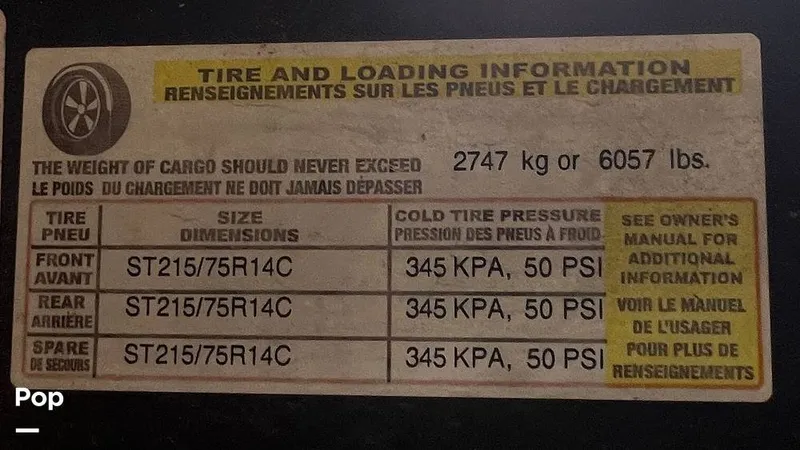 TIRE AND LOADING INFORMATION
RENSEIGNEMENTS SUR LES PNEUS ET LE CHARGEMENT
THE WEIGHT OF CARGO SHOULD NEVER EXCEED 2747 kg or 6057 lbs.
LE POIDS DU CHARGEMENT NE DOIT JAMAIS DÉPASSER
TIRE SIZE COLD TIRE PRESSURE
PNEU DIMENSIONS PRESSION DES PNEUS À FROID
FRONT AVANT ST215/75R14C 345 KPA, 50 PSI
REAR ARRIÈRE ST215/75R14C 345 KPA, 50 PSI
SPARE DE SECOURS ST215/75R14C 345 KPA, 50 PSI
SEE OWNER'S
MANUAL FOR
ADDITIONAL
INFORMATION
VOIR LE MANUEL
DE L'USAGER
POUR PLUS DE
RENSEIGNEMENTS
Pop